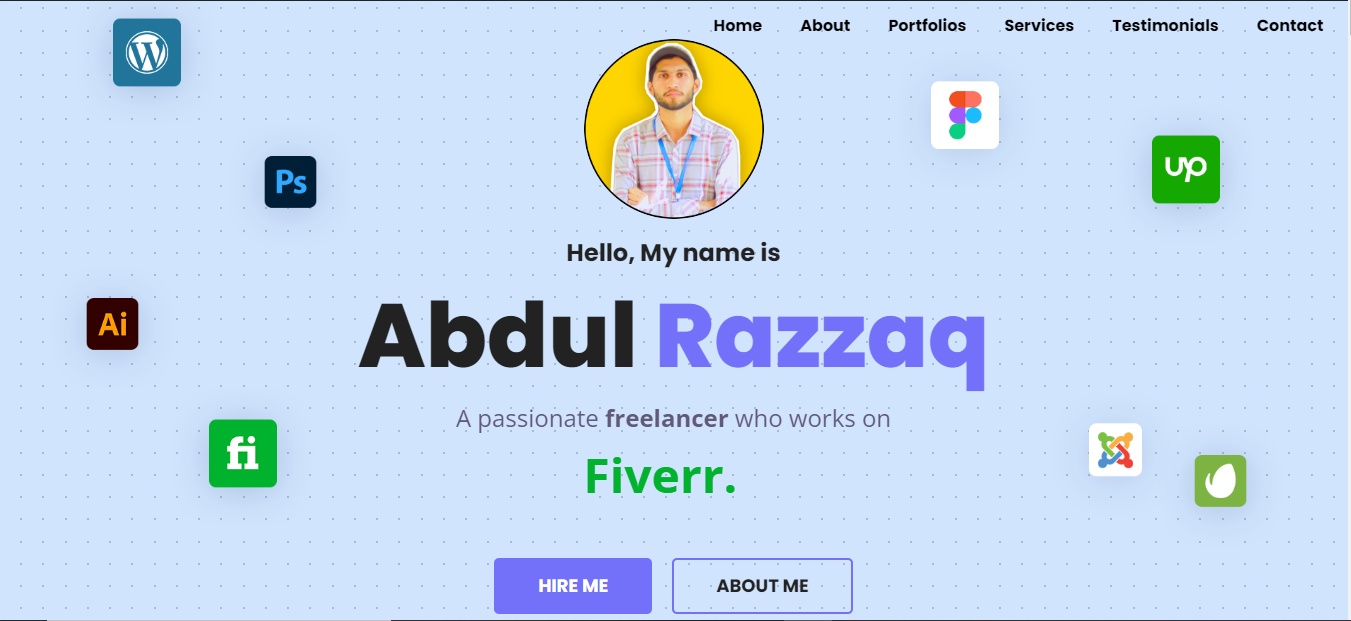 Home About Portfolios Services Testimonials Contact
Ps
up
Hello, My name is
Ai
Abdul Razzaq
A passionate freelancer who works on
fi
Fiverr.
HIRE ME ABOUT ME